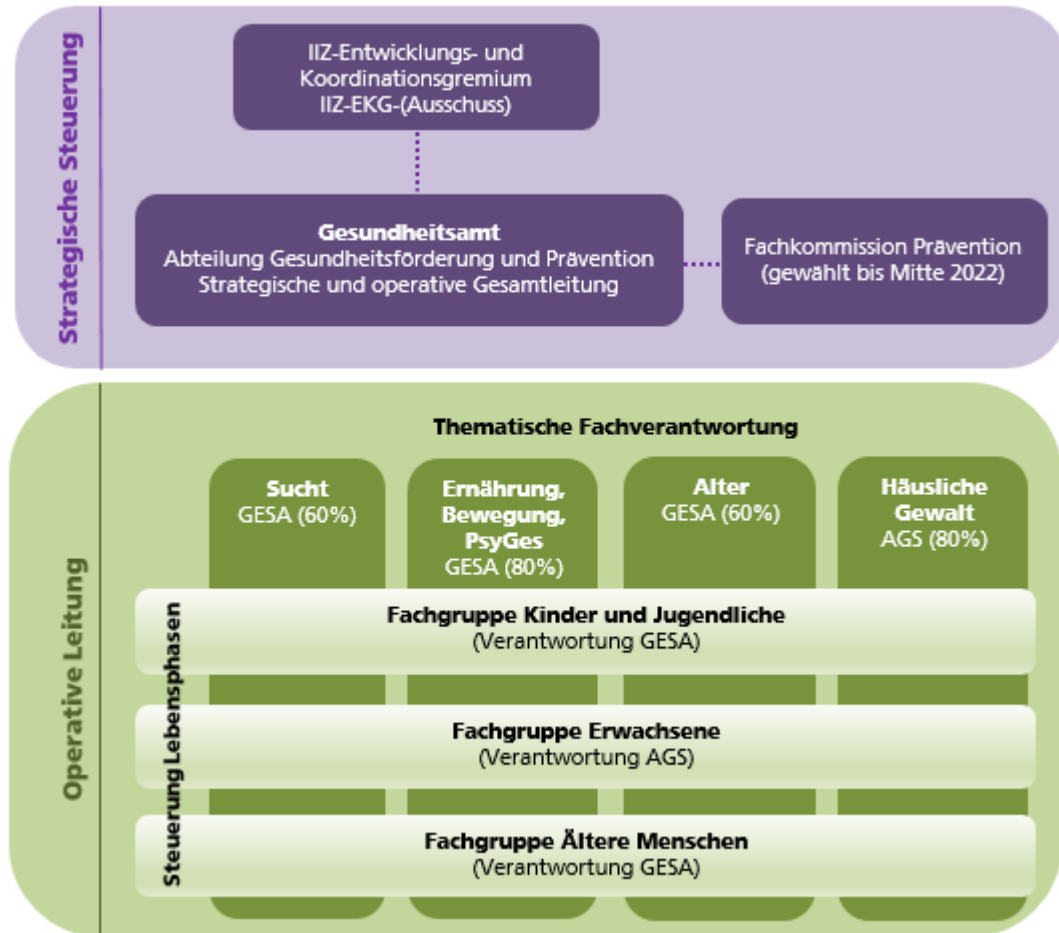 Strategische Steuerung
IIZ-Entwicklungs- und
Koordinationsgremium
IIZ-EKG-(Ausschuss)
Gesundheitsamt
Abteilung Gesundheitsförderung und Prävention
Strategische und operative Gesamtleitung
Fachkommission Prävention
(gewählt bis Mitte 2022)
Operative Leitung
Thematische Fachverantwortung
Sucht
GESA (60%)
Ernährung,
Bewegung,
PsyGes
GESA (80%)
Alter
GESA (60%)
Häusliche
Gewalt
AGS (80%)
Steuerung Lebensphasen
Fachgruppe Kinder und Jugendliche
(Verantwortung GESA)
Fachgruppe Erwachsene
(Verantwortung AGS)
Fachgruppe Ältere Menschen
(Verantwortung GESA)